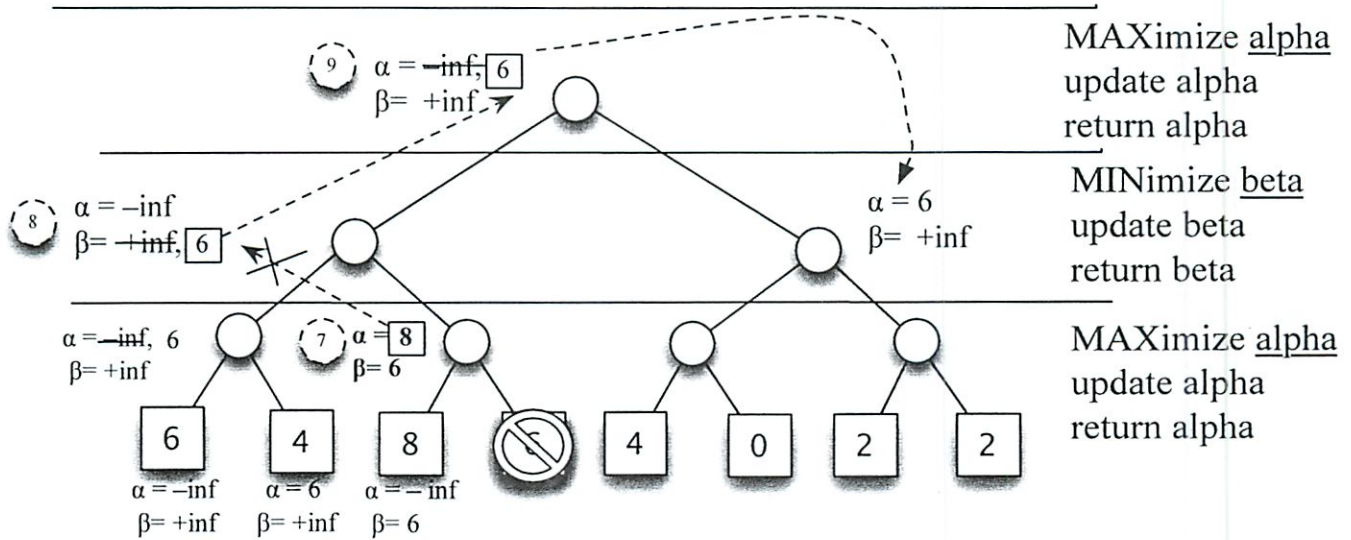 MAXimize alpha
update alpha
return alpha
9
α = –inf, 6
β= +inf
MINimize beta
update beta
return beta
8
α = –inf
β= +inf, 6
α = 6
β= +inf
MAXimize alpha
update alpha
return alpha
α =–inf, 6
β= +inf
7
α = 8
β= 6
6
4
8
4
0
2
2
α = –inf
β= +inf
α = 6
β= +inf
α = – inf
β= 6